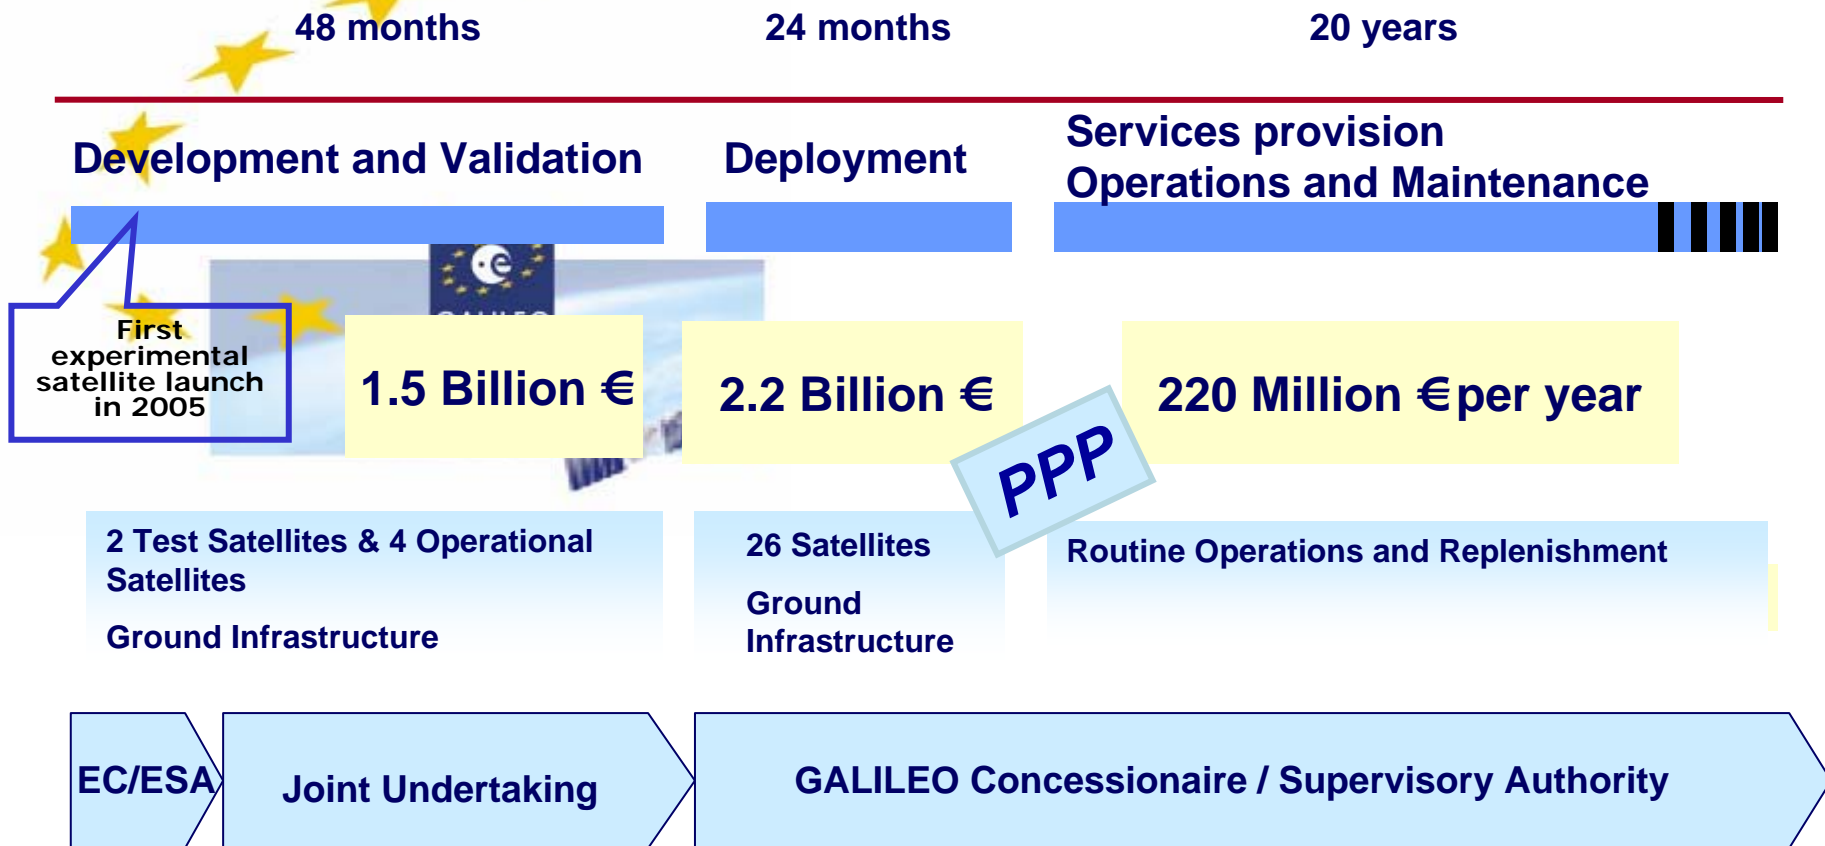 48 months
24 months
20 years
Development and Validation
Deployment
Services provision
Operations and Maintenance
First
experimental
satellite launch
in 2005
1.5 Billion €
2.2 Billion €
220 Million € per year
PPP
2 Test Satellites & 4 Operational
Satellites
Ground Infrastructure
26 Satellites
Ground
Infrastructure
Routine Operations and Replenishment
EC/ESA
Joint Undertaking
GALILEO Concessionaire / Supervisory Authority